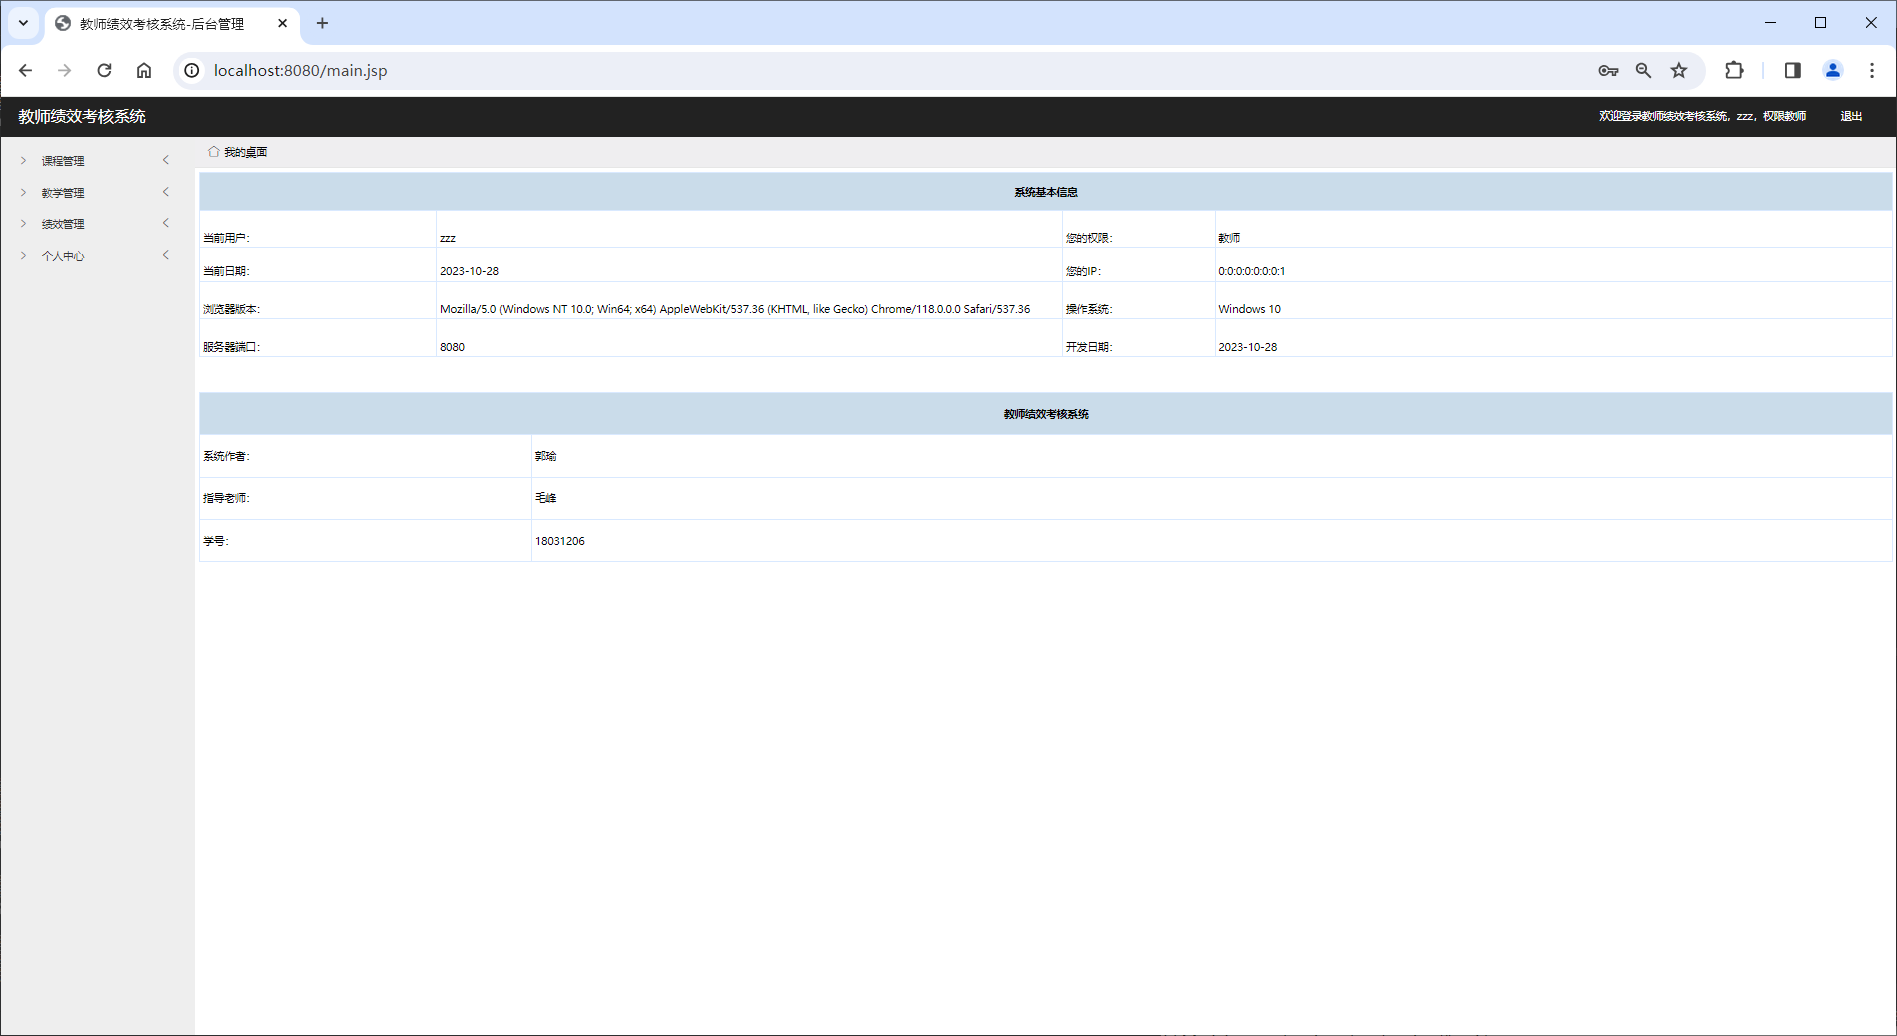 教师绩效考核系统-后台管理
localhost:8080/main.jsp
教师绩效考核系统
欢迎登录教师绩效考核系统，zzz，权限教师 退出
课程管理
教学管理
绩效管理
个人中心
我的桌面
系统基本信息
当前用户： zzz 您的权限： 教师
当前日期： 2023-10-28 您的IP： 0:0:0:0:0:0:0:1
浏览器版本： Mozilla/5.0 (Windows NT 10.0; Win64; x64) AppleWebKit/537.36 (KHTML, like Gecko) Chrome/118.0.0.0 Safari/537.36 操作系统： Windows 10
服务器端口： 8080 开发日期： 2023-10-28
教师绩效考核系统
系统作者： 郭瑜
指导老师： 毛峰
学号： 18031206